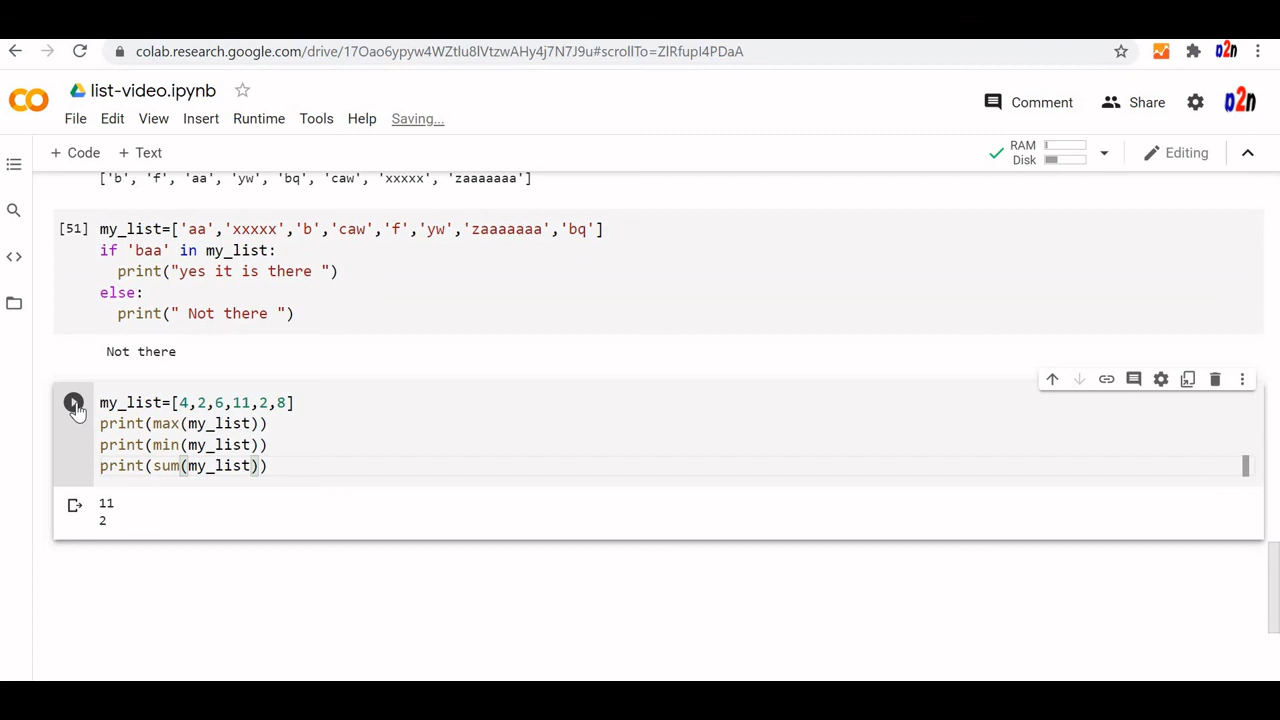 colab.research.google.com/drive/17Oao6ypyw4WZtlu8lVtzwAHy4j7N7J9u#scrollTo=ZlRfupI4PDaA
CO
list-video.ipynb
o2n
File Edit View Insert Runtime Tools Help Saving...
Comment Share
+ Code + Text
RAM
Disk
Editing
['b', 'f', 'aa', 'yw', 'bq', 'caw', 'xxxxx', 'zaaaaaaa']
[51] my_list=['aa','xxxxx','b','caw','f','yw','zaaaaaaa','bq']
if 'baa' in my_list:
print("yes it is there ")
else:
print(" Not there ")
Not there
my_list=[4,2,6,11,2,8]
print(max(my_list))
print(min(my_list))
print(sum(my_list))
11
2